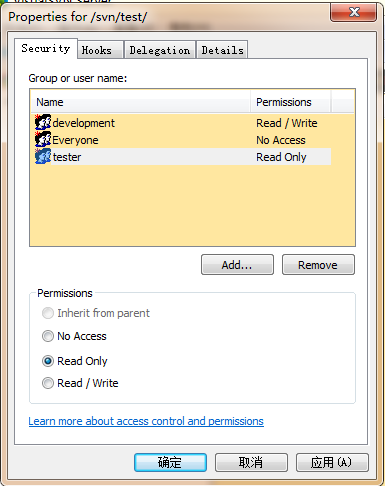 Properties for /svn/test/
Security Hooks Delegation Details
Group or user name:
Name Permissions
development Read / Write
Everyone No Access
tester Read Only
Add... Remove
Permissions
Inherit from parent
No Access
Read Only
Read / Write
Learn more about access control and permissions
确定 取消 应用(A)